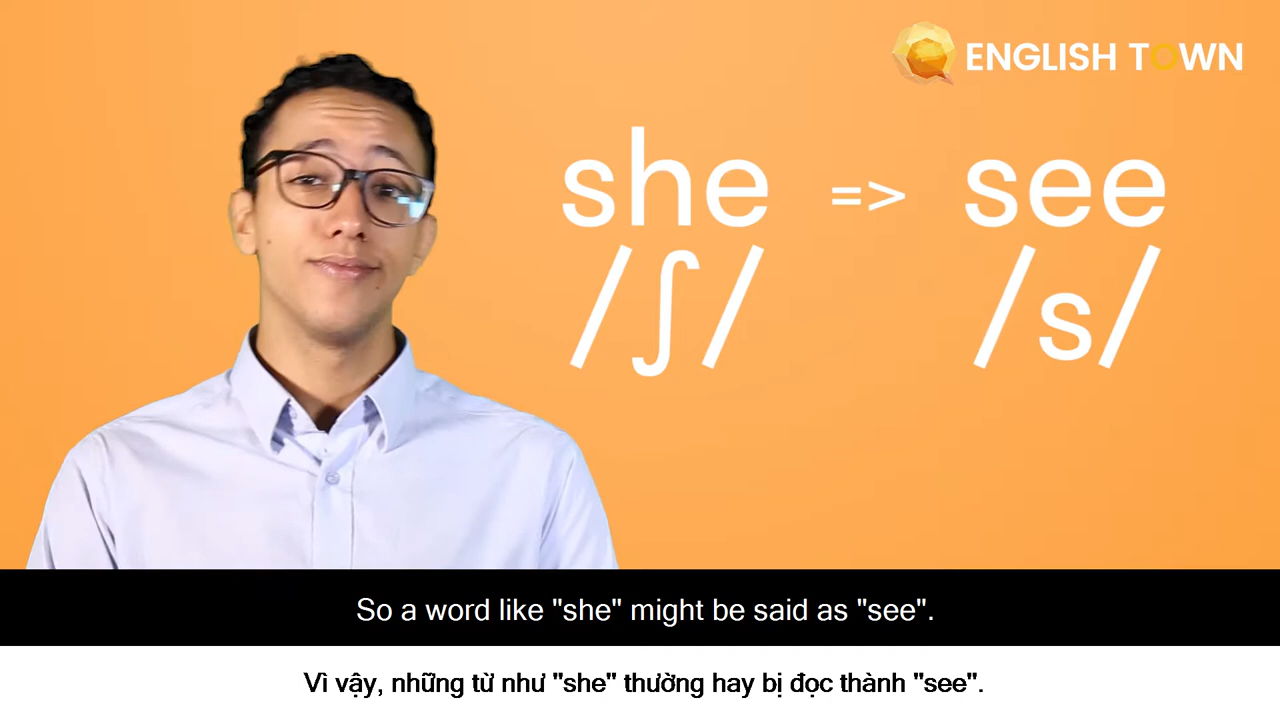 ENGLISH TOWN
she => see
/ʃ/ /s/
So a word like "she" might be said as "see".
Vì vậy, những từ như "she" thường hay bị đọc thành "see".